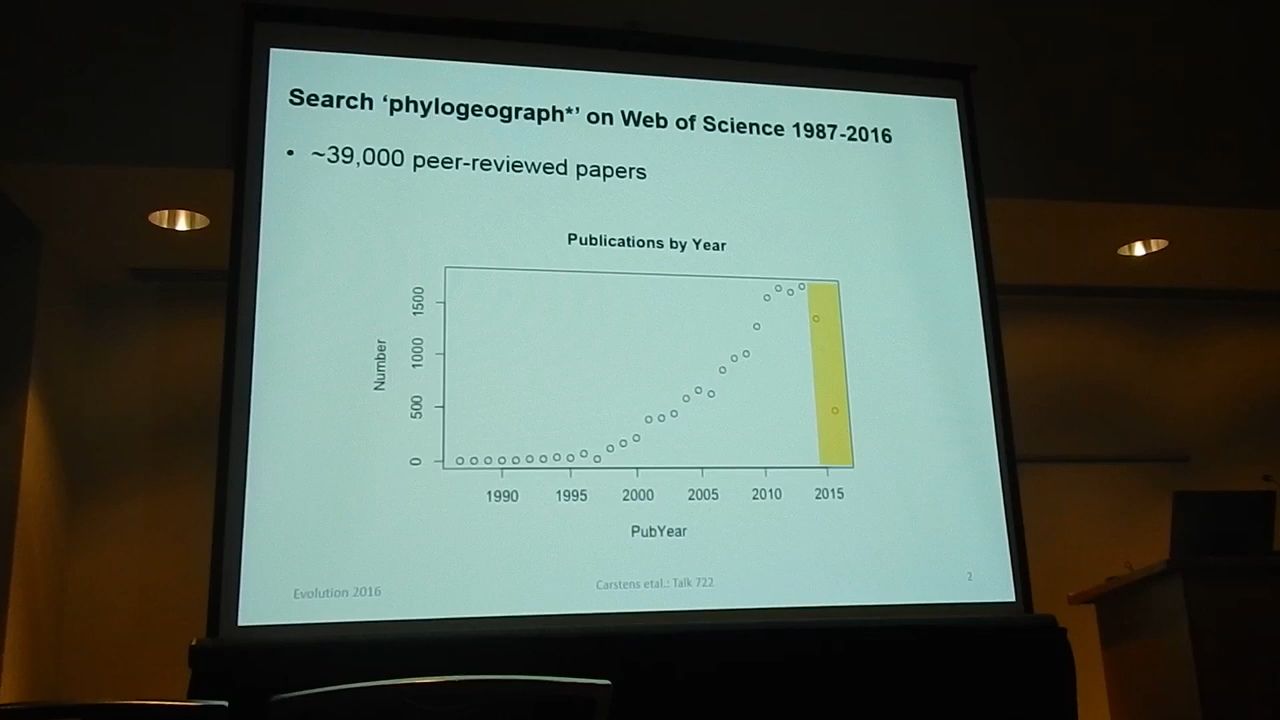 Search ‘phylogeograph*’ on Web of Science 1987-2016
• ~39,000 peer-reviewed papers
Publications by Year
Number
1500
1000
500
0
1990 1995 2000 2005 2010 2015
PubYear
Evolution 2016 Carstens etal.: Talk 722 2